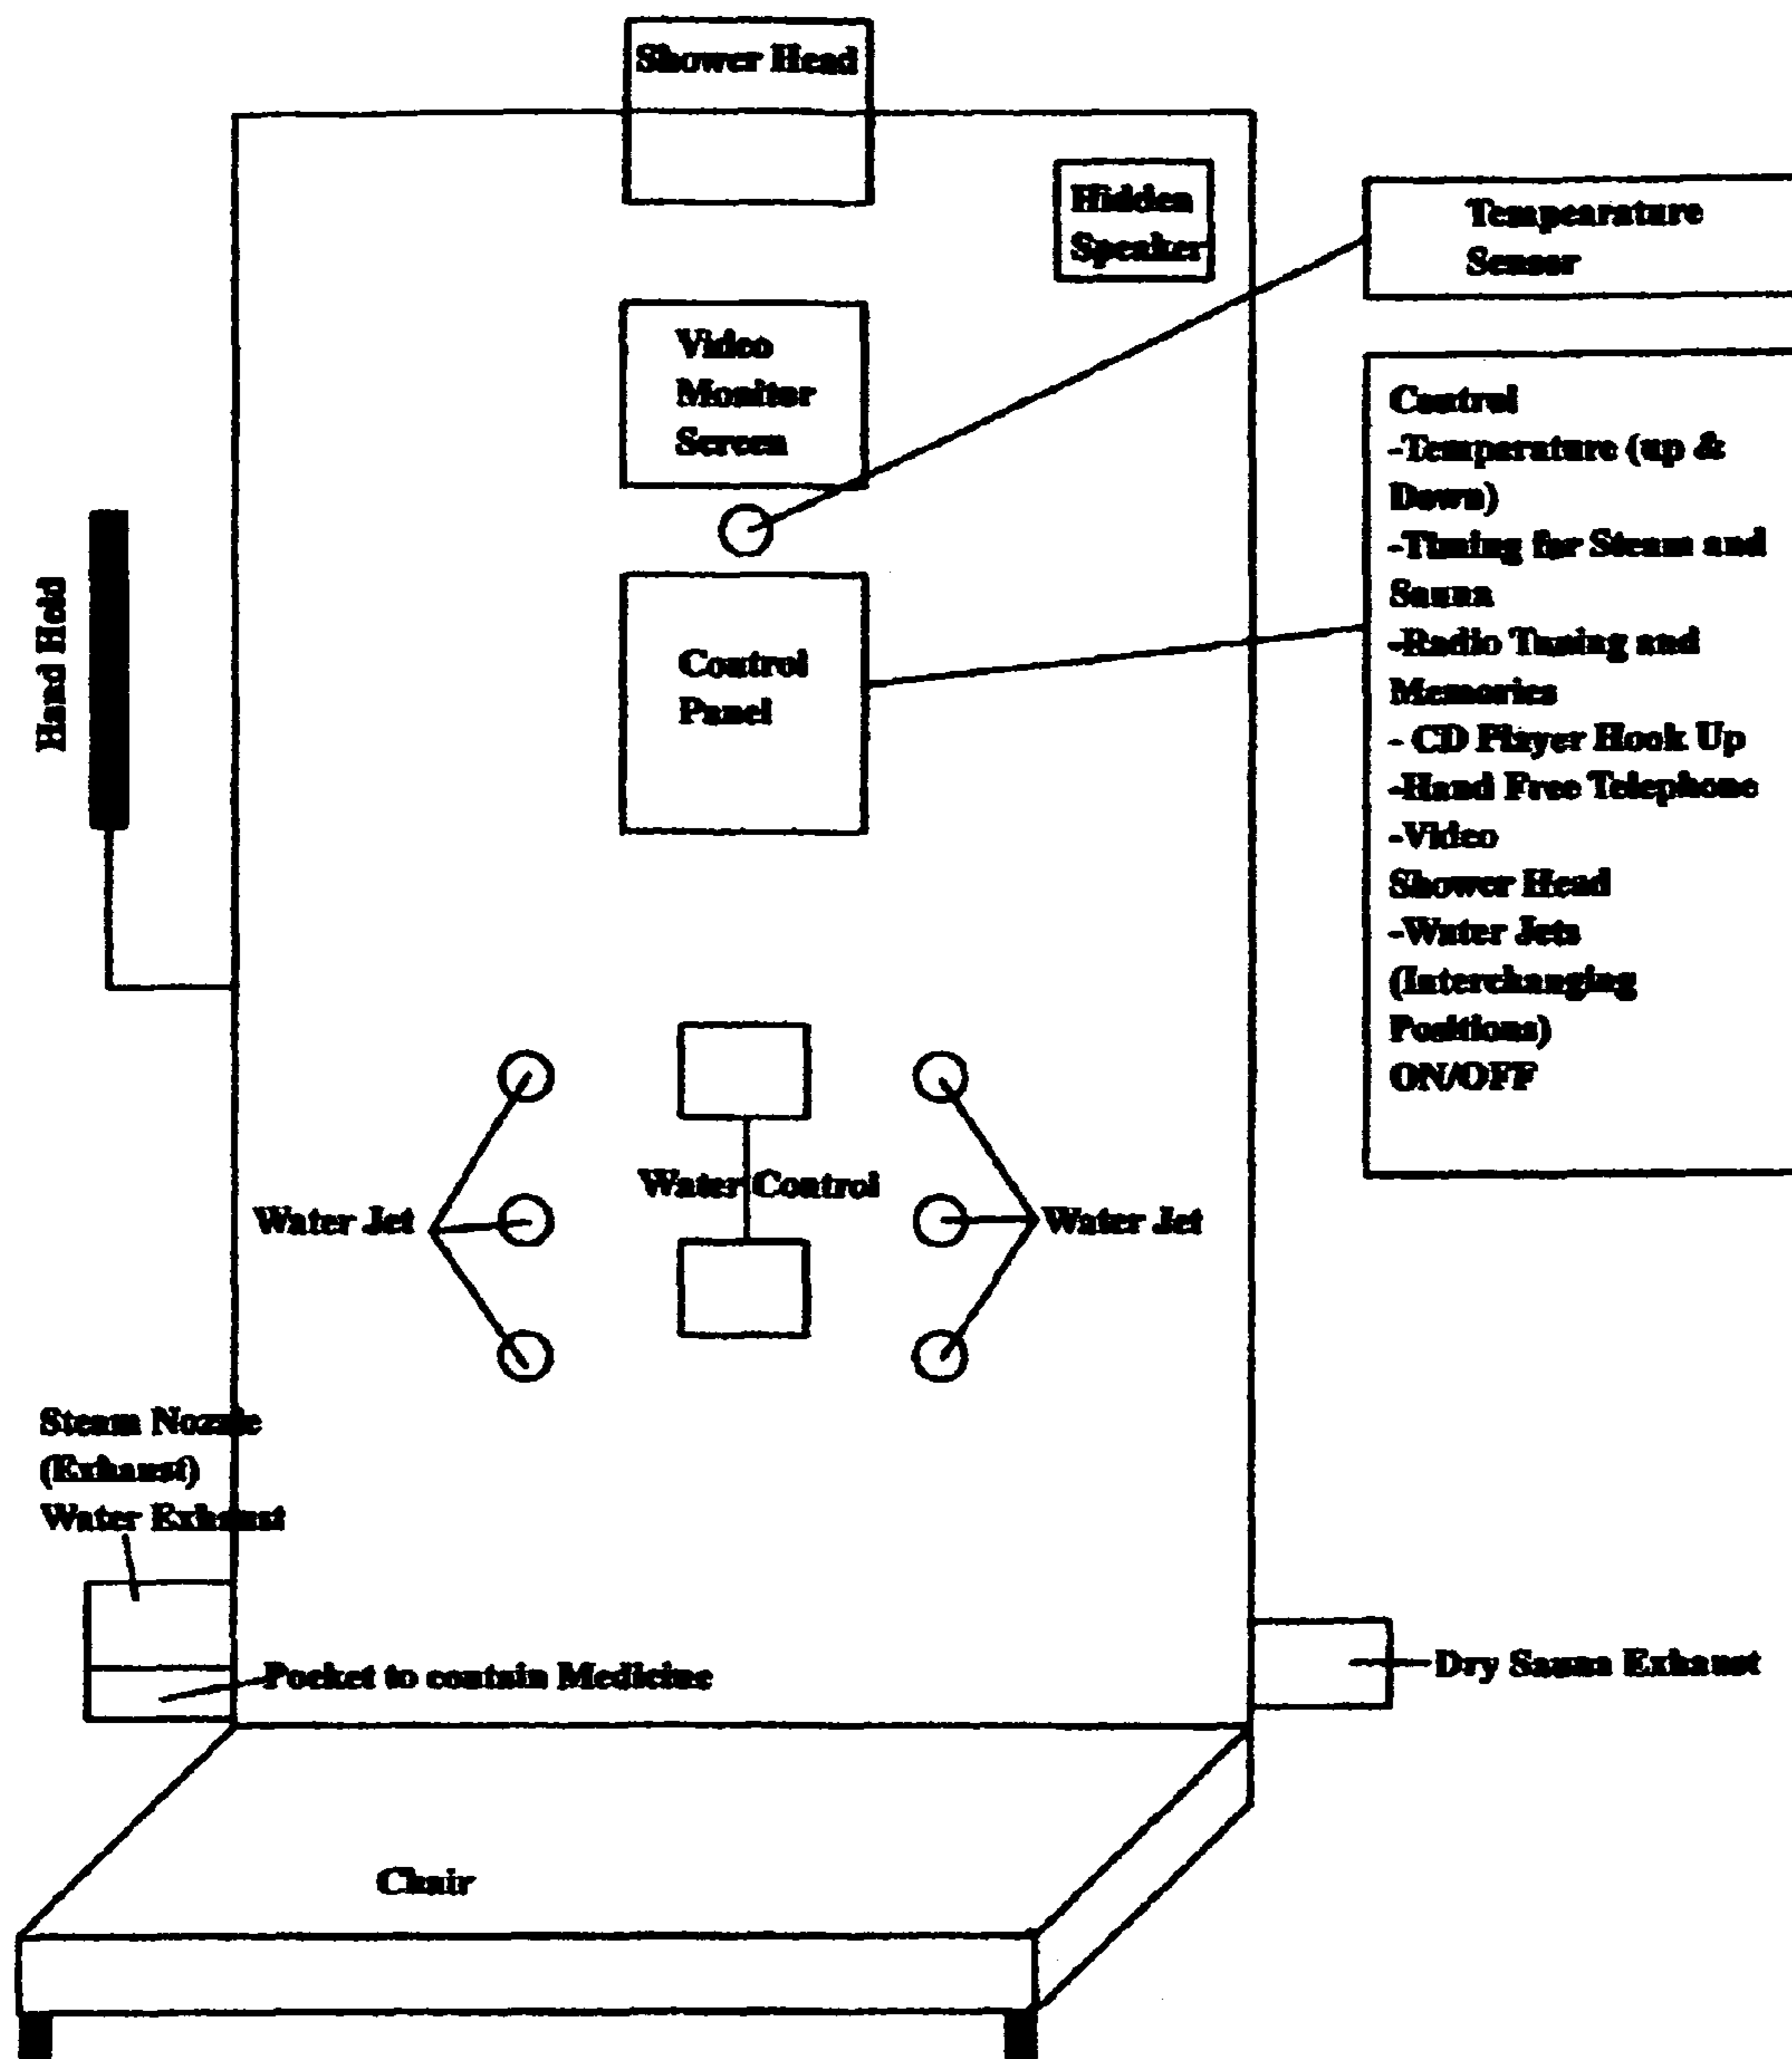 Shower Head
Hidden
Speaker
Tempearature
Sensor
Video
Monitor
Screen
Control
-Temperature (up &
Down)
-Timing for Steam and
Sauna
-Radio Tuning and
Memories
- CD Player Hook Up
-Hand Free Telephone
-Video
Shower Head
-Water Jets
(Interchanging
Positions)
ON/OFF
Hand Held
Control
Panel
Water Control
Water Jet
Water Jet
Steam Nozzle
(Exhaust)
Water Exhaust
Pocket to contain Medicine
Dry Sauna Exhaust
Chair